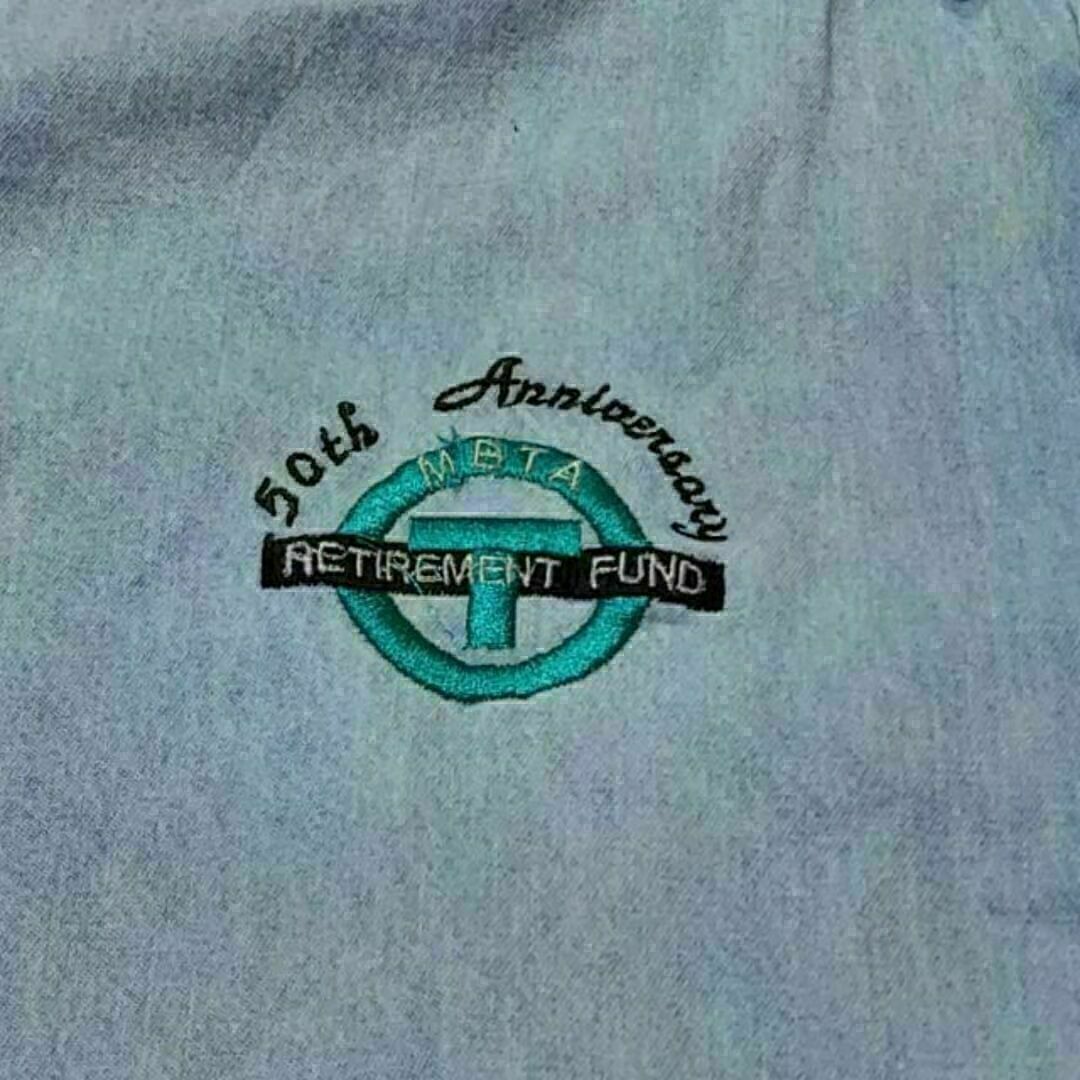 50th Anniversary
MBTA
T
RETIREMENT FUND